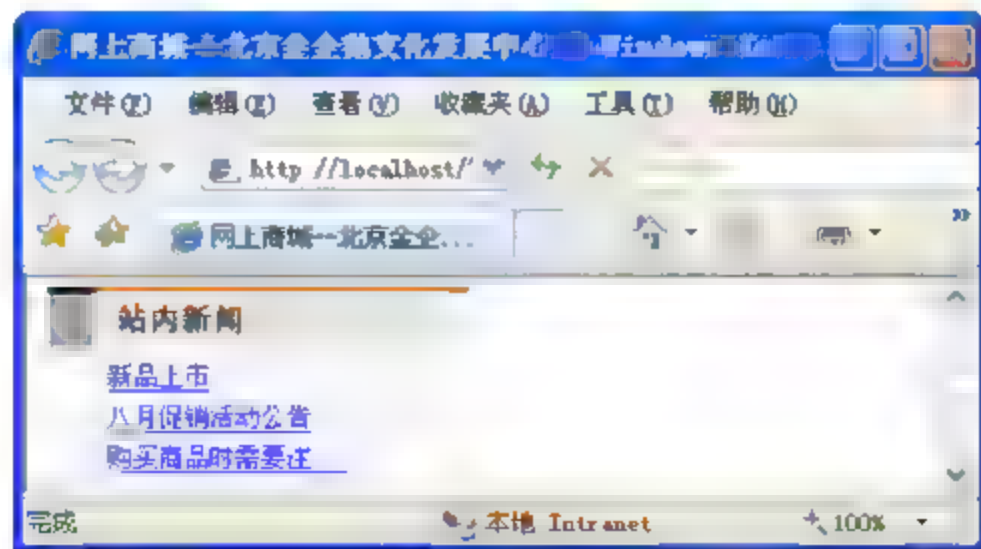 网上商城--北京金企鹅文化发展中心 - Windows
文件(F) 编辑(E) 查看(V) 收藏夹(A) 工具(T) 帮助(H)
http://localhost/
网上商城--北京金企...
站内新闻
新品上市
八月促销活动公告
购买商品时需要注
完成 本地 Intranet 100%